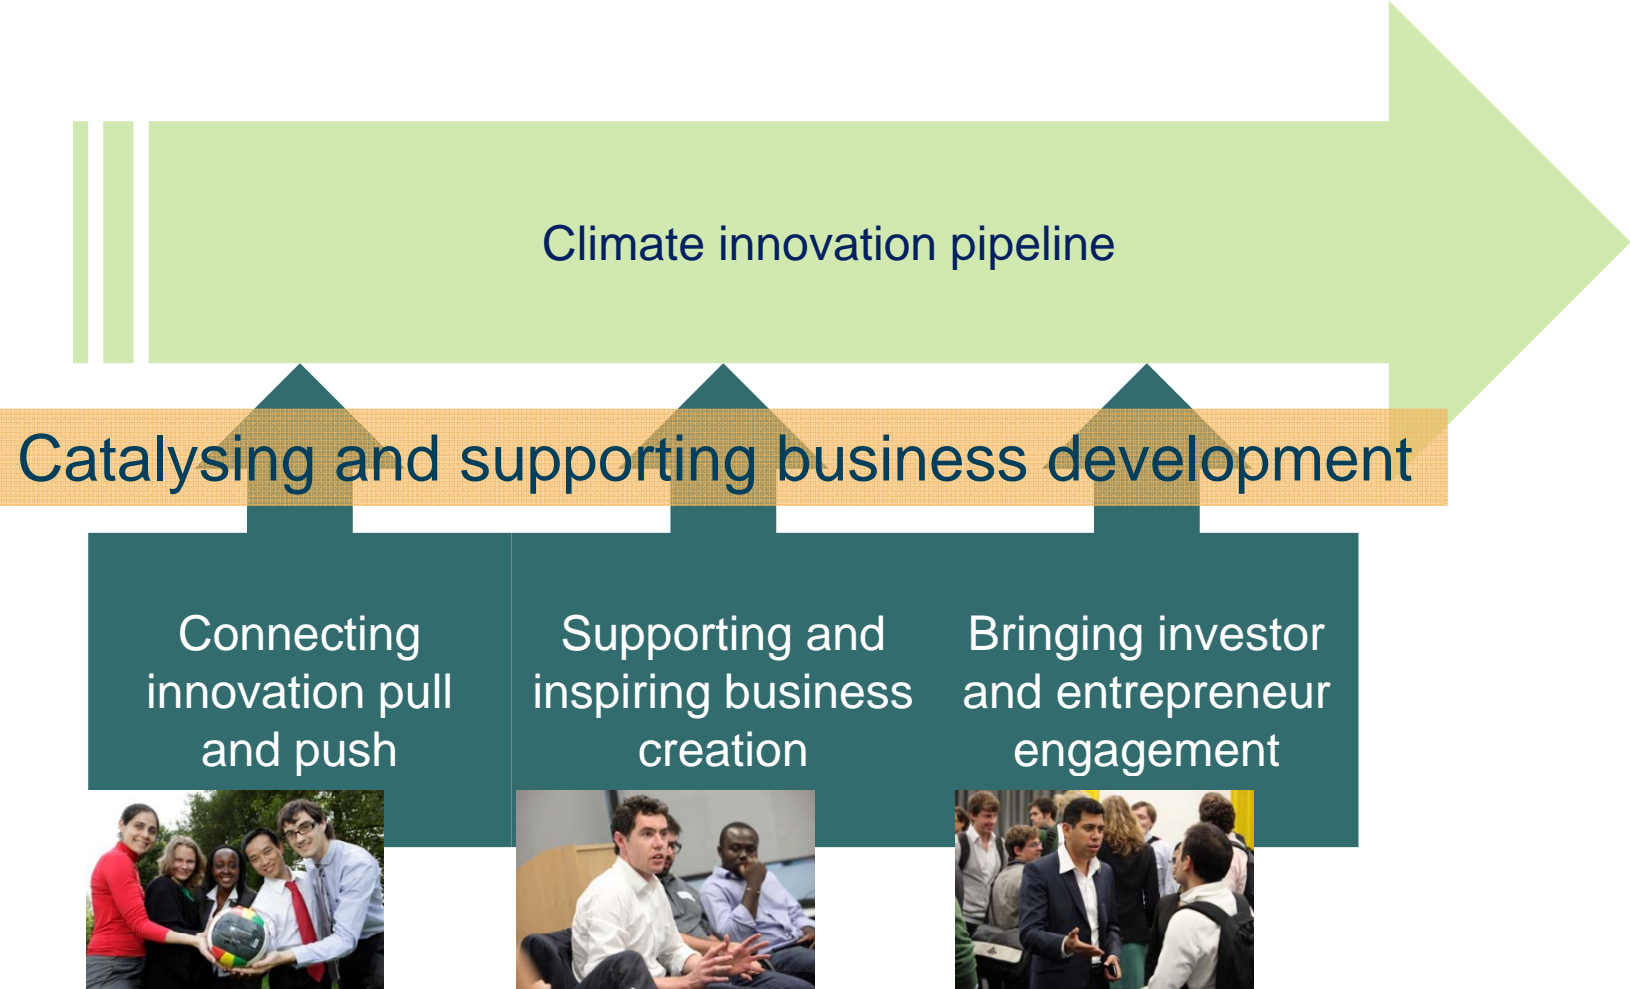 Climate innovation pipeline
Catalysing and supporting business development
Connecting
innovation pull
and push
Supporting and
inspiring business
creation
Bringing investor
and entrepreneur
engagement